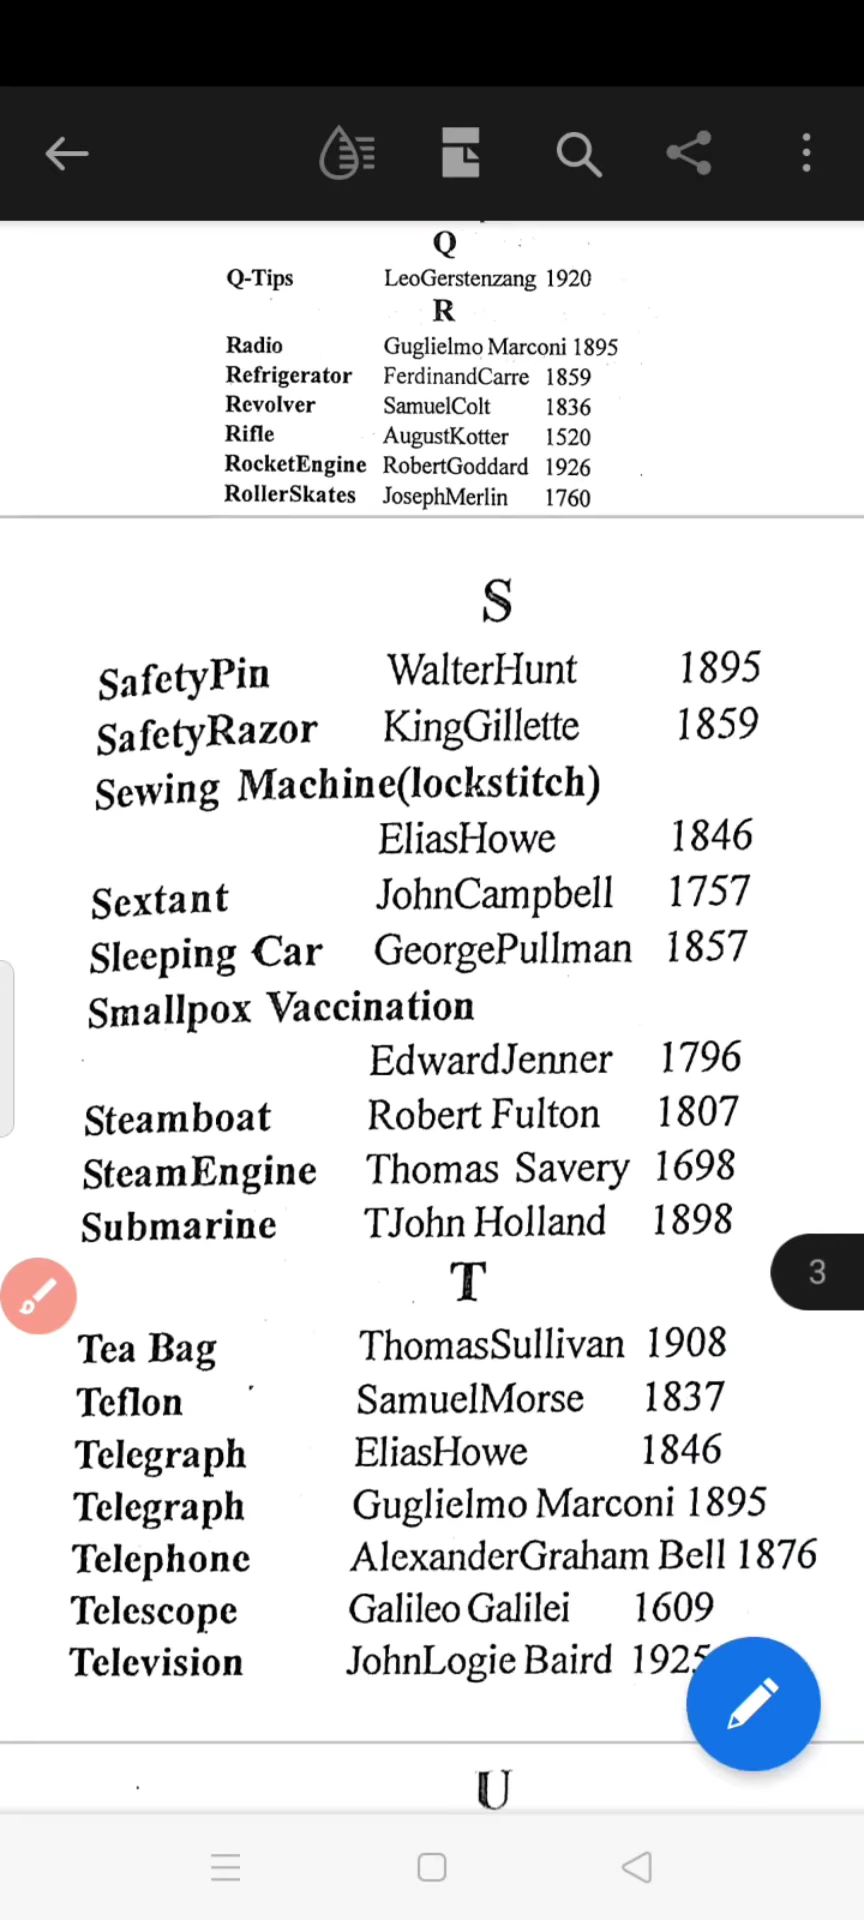 Q
Q-Tips LeoGerstenzang 1920
R
Radio Guglielmo Marconi 1895
Refrigerator FerdinandCarre 1859
Revolver SamuelColt 1836
Rifle AugustKotter 1520
RocketEngine RobertGoddard 1926
RollerSkates JosephMerlin 1760
S
SafetyPin WalterHunt 1895
SafetyRazor KingGillette 1859
Sewing Machine(lockstitch)
EliasHowe 1846
Sextant JohnCampbell 1757
Sleeping Car GeorgePullman 1857
Smallpox Vaccination
EdwardJenner 1796
Steamboat Robert Fulton 1807
SteamEngine Thomas Savery 1698
Submarine TJohn Holland 1898
T
3
Tea Bag ThomasSullivan 1908
Teflon SamuelMorse 1837
Telegraph EliasHowe 1846
Telegraph Guglielmo Marconi 1895
Telephone AlexanderGraham Bell 1876
Telescope Galileo Galilei 1609
Television JohnLogie Baird 1925
U